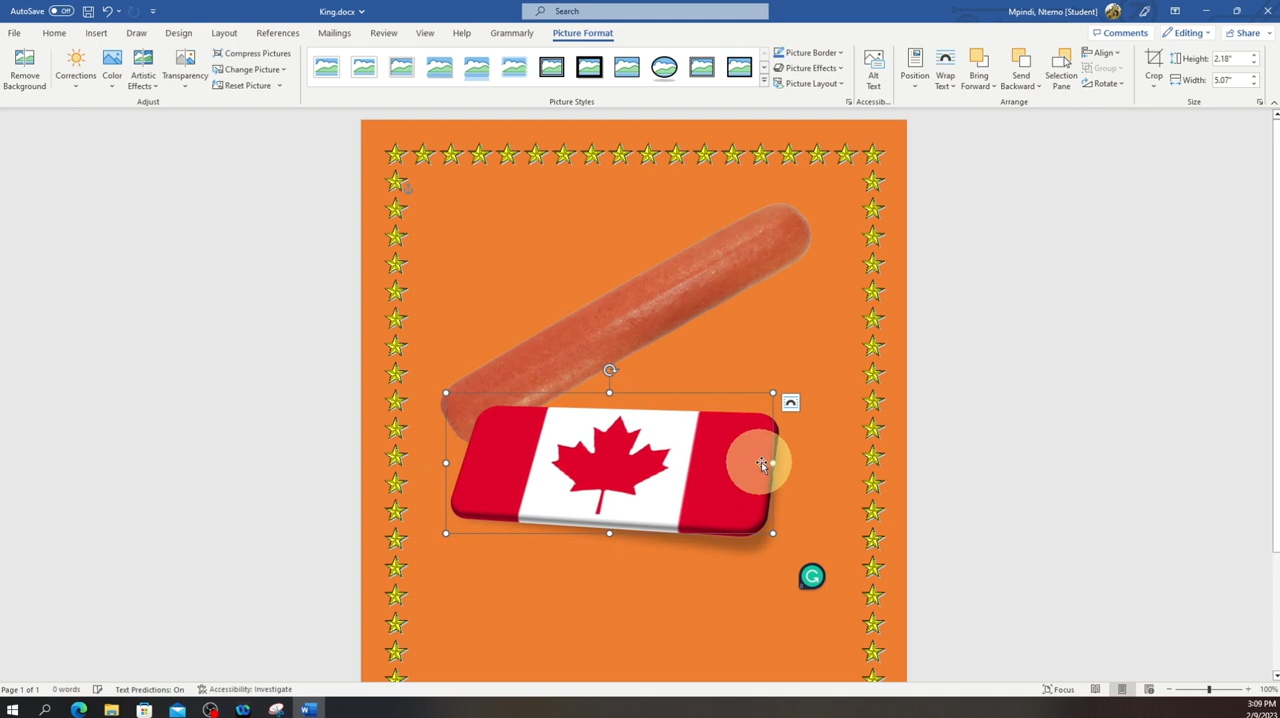 AutoSave Off King.docx Search Mpindi, Ntemo [Student]
File Home Insert Draw Design Layout References Mailings Review View Help Grammarly Picture Format Comments Editing Share
Remove Background Corrections Color Artistic Effects Transparency Compress Pictures Change Picture Reset Picture
Picture Border Picture Effects Picture Layout Alt Text Position Wrap Text Bring Forward Send Backward Selection Pane Align Group Rotate Crop Height: 2.18" Width: 5.07"
Adjust Picture Styles Accessib... Arrange Size
Page 1 of 1 0 words Text Predictions: On Accessibility: Investigate Focus 100%
3:09 PM
2/9/2023